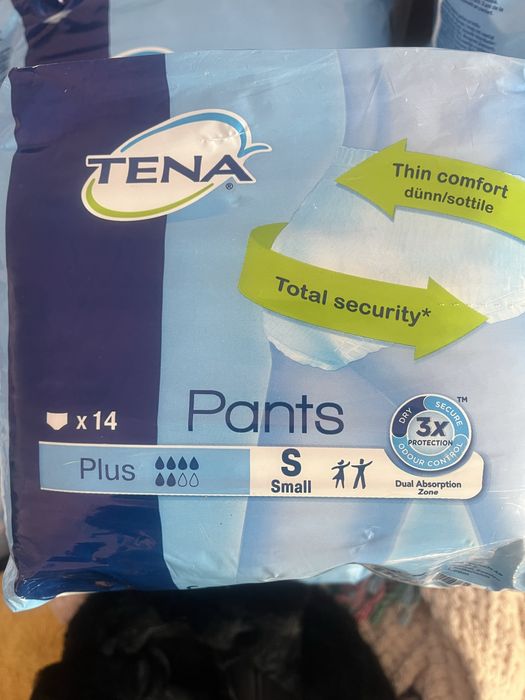 TENA®
Thin comfort
dünn/sottile
Total security*
x 14
Pants
Plus
S
Small
DRY
SECURE
3x
PROTECTION
ODOUR CONTROL
TM
Dual Absorption
Zone